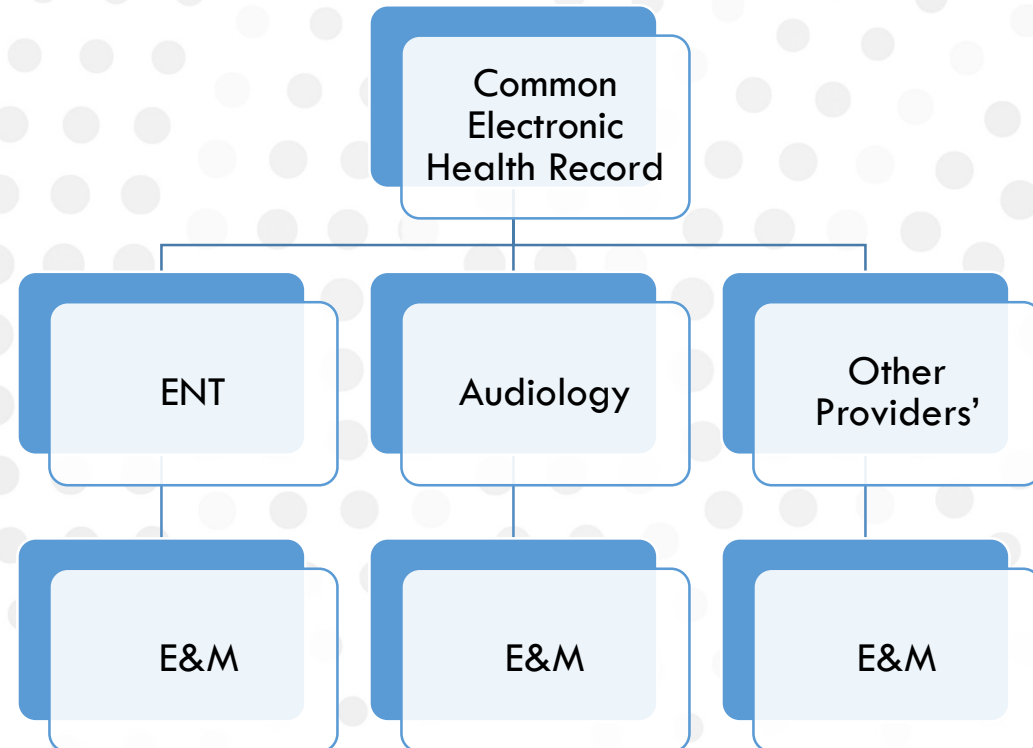 Common
Electronic
Health Record
ENT
Audiology
Other
Providers’
E&M
E&M
E&M